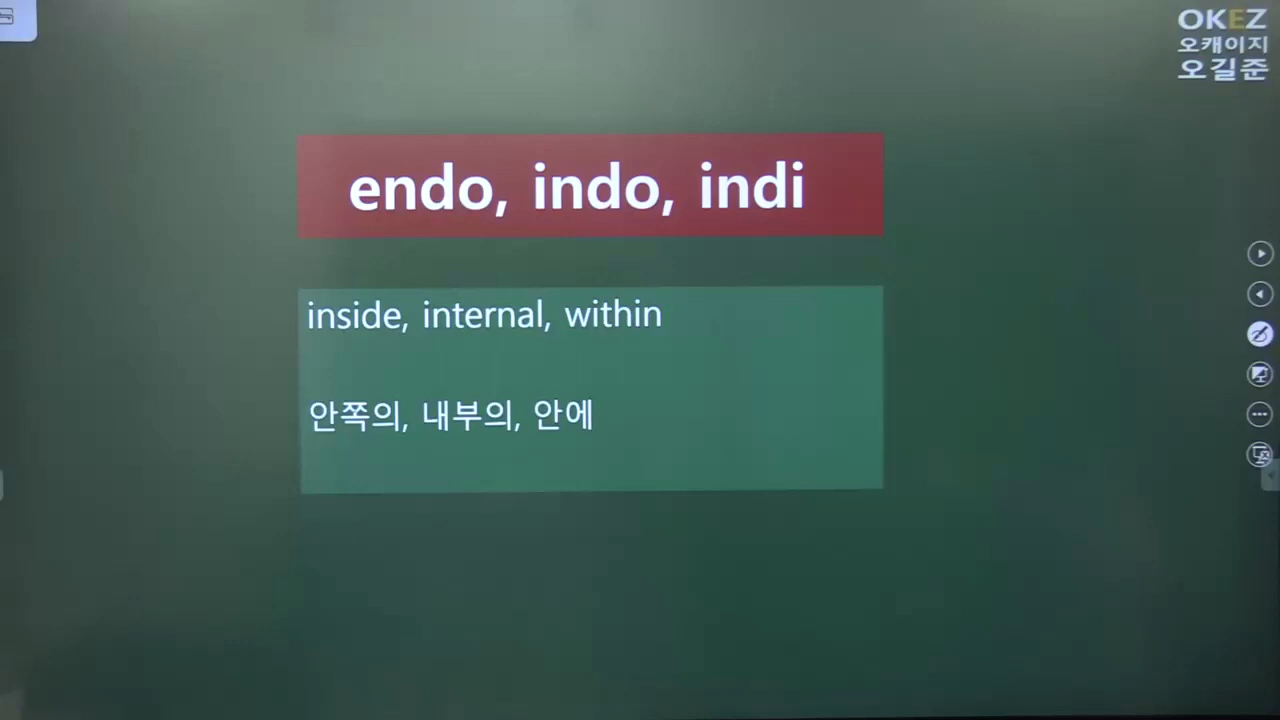 OKEZ
오캐이지
오길준
endo, indo, indi
inside, internal, within
안쪽의, 내부의, 안에